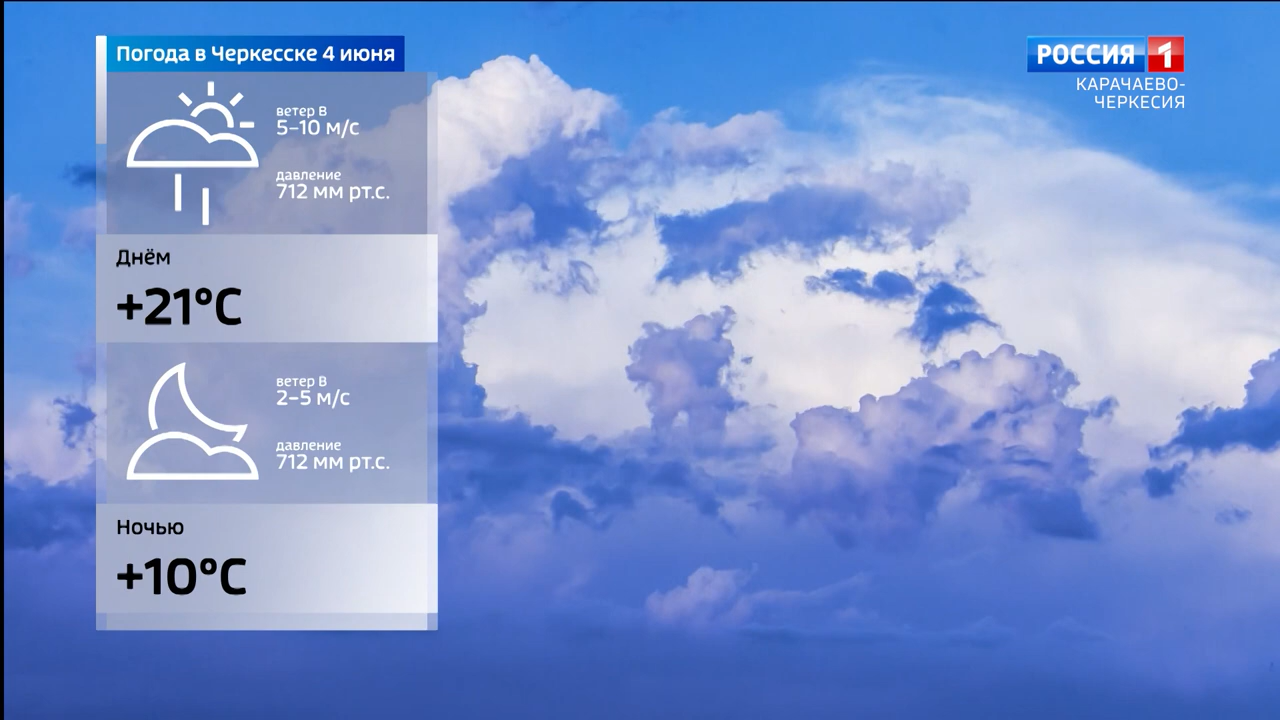 Погода в Черкесске 4 июня
РОССИЯ 1
КАРАЧАЕВО-
ЧЕРКЕСИЯ
ветер В
5-10 м/с
давление
712 мм рт.с.
Днём
+21°C
ветер В
2-5 м/с
давление
712 мм рт.с.
Ночью
+10°C